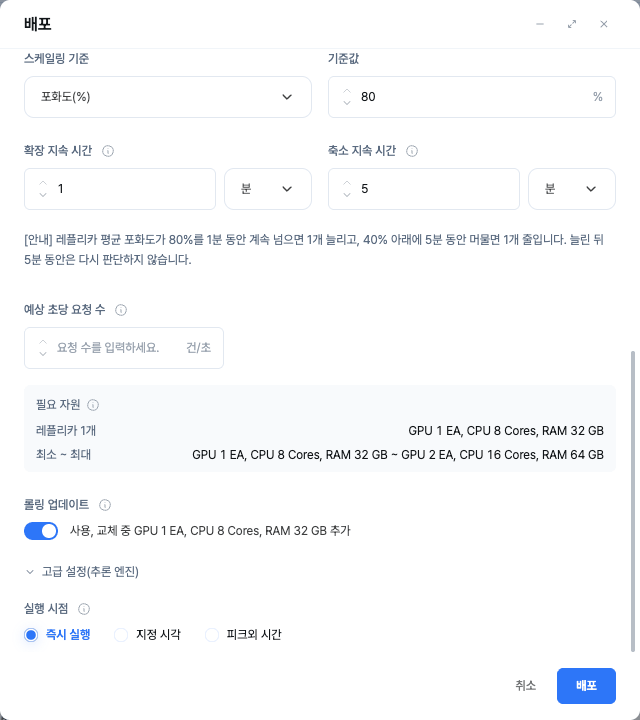 배포
스케일링 기준
기준값
포화도(%)
80
%
확장 지속 시간
축소 지속 시간
1
분
5
분
[안내] 레플리카 평균 포화도가 80%를 1분 동안 계속 넘으면 1개 늘리고, 40% 아래에 5분 동안 머물면 1개 줄입니다. 늘린 뒤
5분 동안은 다시 판단하지 않습니다.
예상 초당 요청 수
요청 수를 입력하세요.
건/초
필요 자원
레플리카 1개
GPU 1 EA, CPU 8 Cores, RAM 32 GB
최소 ~ 최대
GPU 1 EA, CPU 8 Cores, RAM 32 GB ~ GPU 2 EA, CPU 16 Cores, RAM 64 GB
롤링 업데이트
사용, 교체 중 GPU 1 EA, CPU 8 Cores, RAM 32 GB 추가
고급 설정(추론 엔진)
실행 시점
즉시 실행
지정 시각
피크외 시간
취소
배포